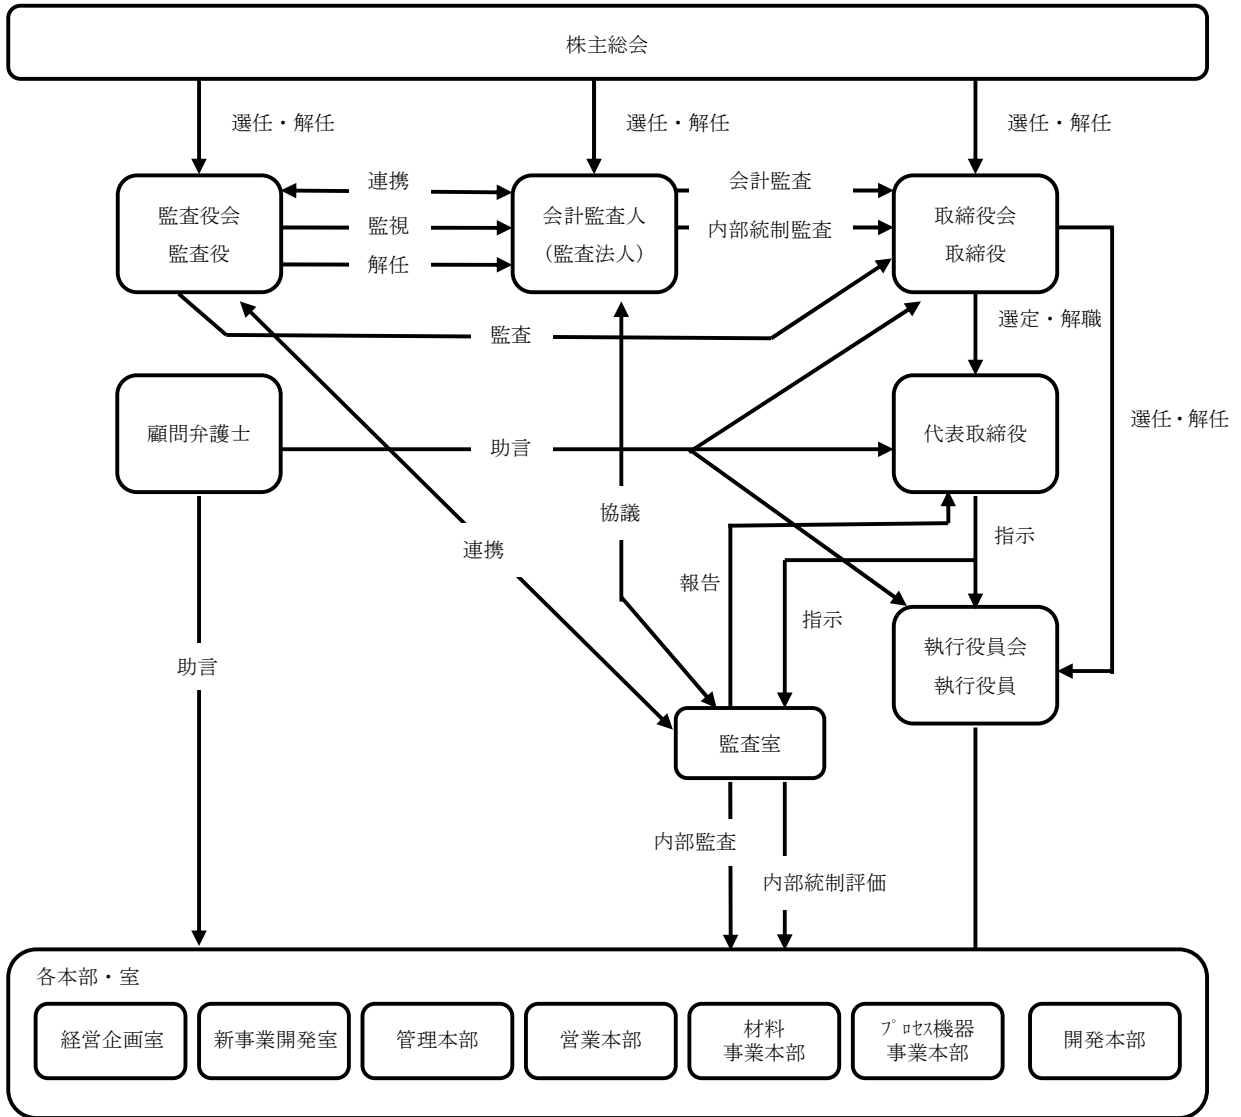 株主総会
選任・解任
選任・解任
選任・解任
監査役会
監査役
連携
監視
解任
会計監査人
（監査法人）
会計監査
内部統制監査
取締役会
取締役
監査
選定・解職
顧問弁護士
助言
代表取締役
選任・解任
協議
連携
指示
報告
指示
助言
執行役員会
執行役員
監査室
内部監査
内部統制評価
各本部・室
経営企画室
新事業開発室
管理本部
営業本部
材料
事業本部
ﾌﾟﾛｾｽ機器
事業本部
開発本部